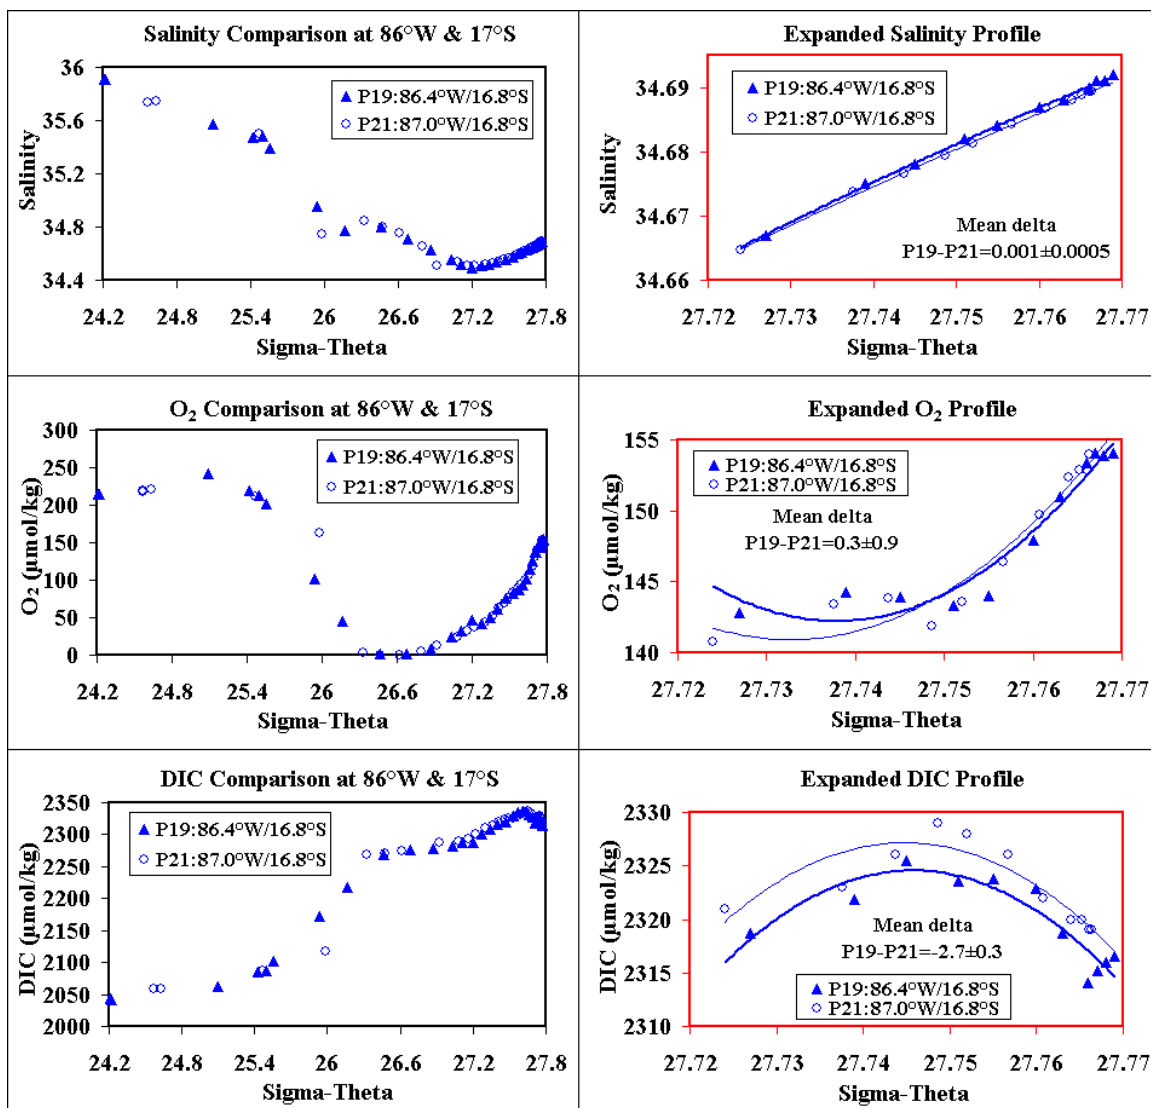 Salinity Comparison at 86°W & 17°S
36
35.6
35.2
34.8
34.4
Salinity
P19:86.4°W/16.8°S
P21:87.0°W/16.8°S
24.2 24.8 25.4 26 26.6 27.2 27.8
Sigma-Theta
Expanded Salinity Profile
34.69
34.68
34.67
34.66
Salinity
P19:86.4°W/16.8°S
P21:87.0°W/16.8°S
Mean delta
P19-P21=0.001±0.0005
27.72 27.73 27.74 27.75 27.76 27.77
Sigma-Theta
O₂ Comparison at 86°W & 17°S
300
250
200
150
100
50
0
O₂ (µmol/kg)
P19:86.4°W/16.8°S
P21:87.0°W/16.8°S
24.2 24.8 25.4 26 26.6 27.2 27.8
Sigma-Theta
Expanded O₂ Profile
155
150
145
140
O₂ (µmol/kg)
P19:86.4°W/16.8°S
P21:87.0°W/16.8°S
Mean delta
P19-P21=0.3±0.9
27.72 27.73 27.74 27.75 27.76 27.77
Sigma-Theta
DIC Comparison at 86°W & 17°S
2350
2300
2250
2200
2150
2100
2050
2000
DIC (µmol/kg)
P19:86.4°W/16.8°S
P21:87.0°W/16.8°S
24.2 24.8 25.4 26 26.6 27.2 27.8
Sigma-Theta
Expanded DIC Profile
2330
2325
2320
2315
2310
DIC (µmol/kg)
Mean delta
P19-P21=-2.7±0.3
P19:86.4°W/16.8°S
P21:87.0°W/16.8°S
27.72 27.73 27.74 27.75 27.76 27.77
Sigma-Theta